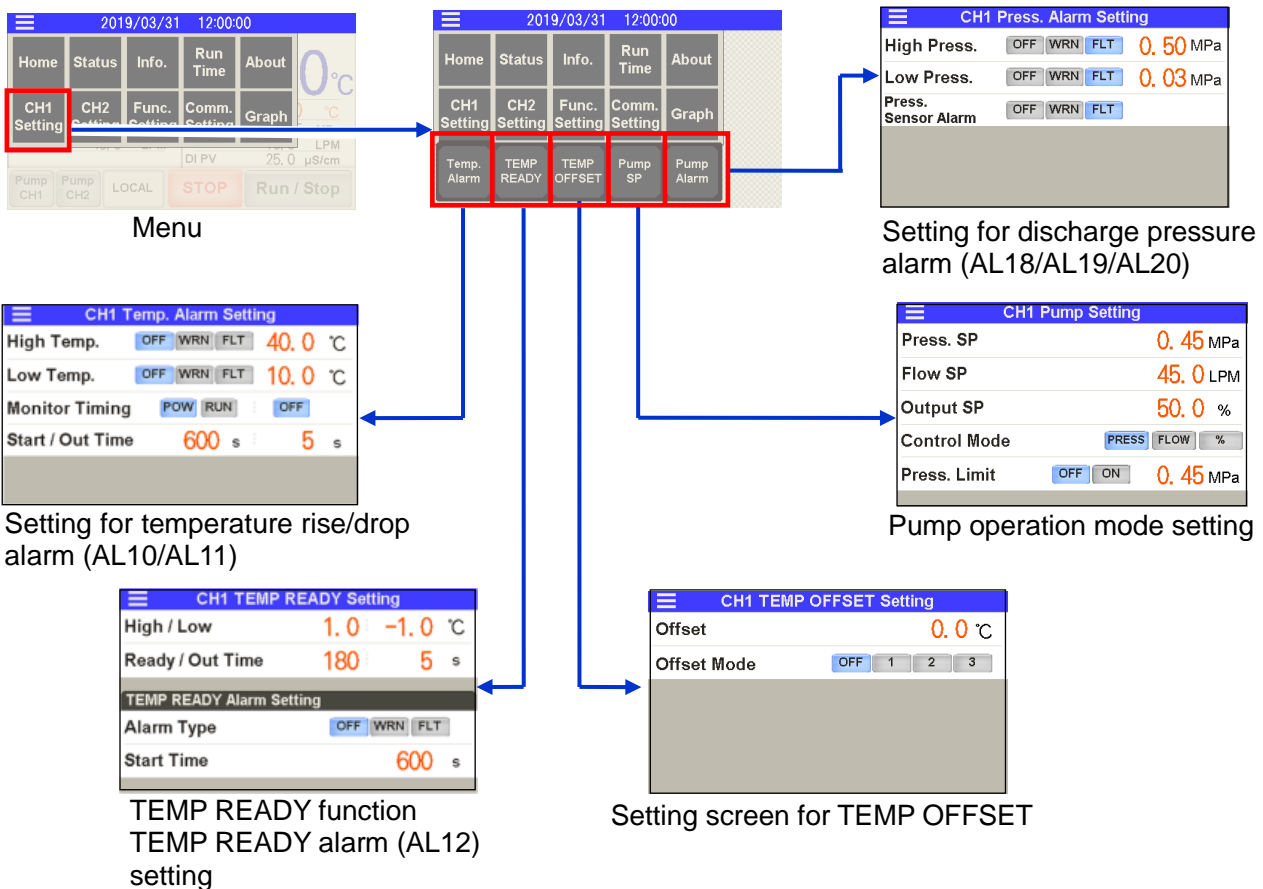 2019/03/31 12:00:00
Home Status Info. Run Time About
CH1 Setting CH2 Setting Func. Setting Comm. Setting Graph
0 ℃
℃
LPM
DI PV 25. 0 μS/cm
Pump CH1 Pump CH2 LOCAL STOP Run / Stop
Menu
2019/03/31 12:00:00
Home Status Info. Run Time About
CH1 Setting CH2 Setting Func. Setting Comm. Setting Graph
Temp. Alarm TEMP READY TEMP OFFSET Pump SP Pump Alarm
CH1 Press. Alarm Setting
High Press. OFF WRN FLT 0. 50 MPa
Low Press. OFF WRN FLT 0. 03 MPa
Press.
Sensor Alarm OFF WRN FLT
Setting for discharge pressure
alarm (AL18/AL19/AL20)
CH1 Temp. Alarm Setting
High Temp. OFF WRN FLT 40. 0 ℃
Low Temp. OFF WRN FLT 10. 0 ℃
Monitor Timing POW RUN OFF
Start / Out Time 600 s 5 s
Setting for temperature rise/drop
alarm (AL10/AL11)
CH1 Pump Setting
Press. SP 0. 45 MPa
Flow SP 45. 0 LPM
Output SP 50. 0 %
Control Mode PRESS FLOW %
Press. Limit OFF ON 0. 45 MPa
Pump operation mode setting
CH1 TEMP READY Setting
High / Low 1. 0 -1. 0 ℃
Ready / Out Time 180 5 s
TEMP READY Alarm Setting
Alarm Type OFF WRN FLT
Start Time 600 s
TEMP READY function
TEMP READY alarm (AL12)
setting
CH1 TEMP OFFSET Setting
Offset 0. 0 ℃
Offset Mode OFF 1 2 3
Setting screen for TEMP OFFSET